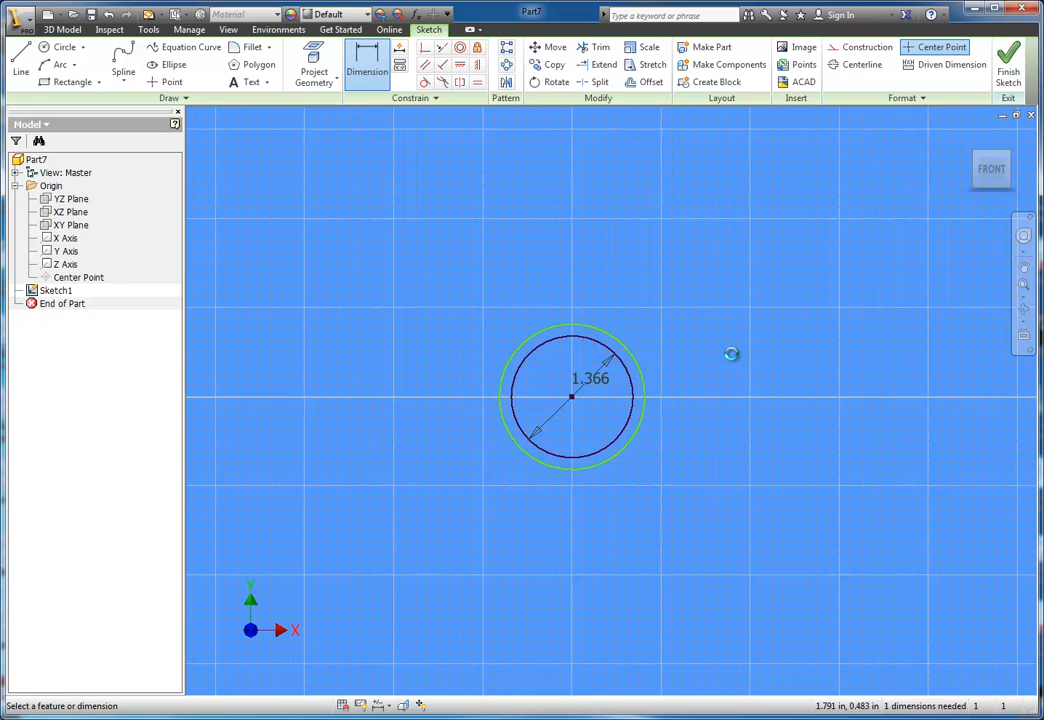 PRO
Material
Default
Part7
Type a keyword or phrase
Sign In
3D Model Inspect Tools Manage View Environments Get Started Online Sketch
Line
Circle
Arc
Rectangle
Spline
Equation Curve
Ellipse
Point
Fillet
Polygon
Text
Project
Geometry
Dimension
Move
Copy
Rotate
Trim
Extend
Split
Scale
Stretch
Offset
Make Part
Make Components
Create Block
Image
Points
ACAD
Construction
Centerline
Center Point
Driven Dimension
Finish
Sketch
Draw Constrain Pattern Modify Layout Insert Format Exit
Model
Part7
View: Master
Origin
YZ Plane
XZ Plane
XY Plane
X Axis
Y Axis
Z Axis
Center Point
Sketch1
End of Part
FRONT
1.366
Y
X
Select a feature or dimension
1.791 in, 0.483 in 1 dimensions needed 1 1